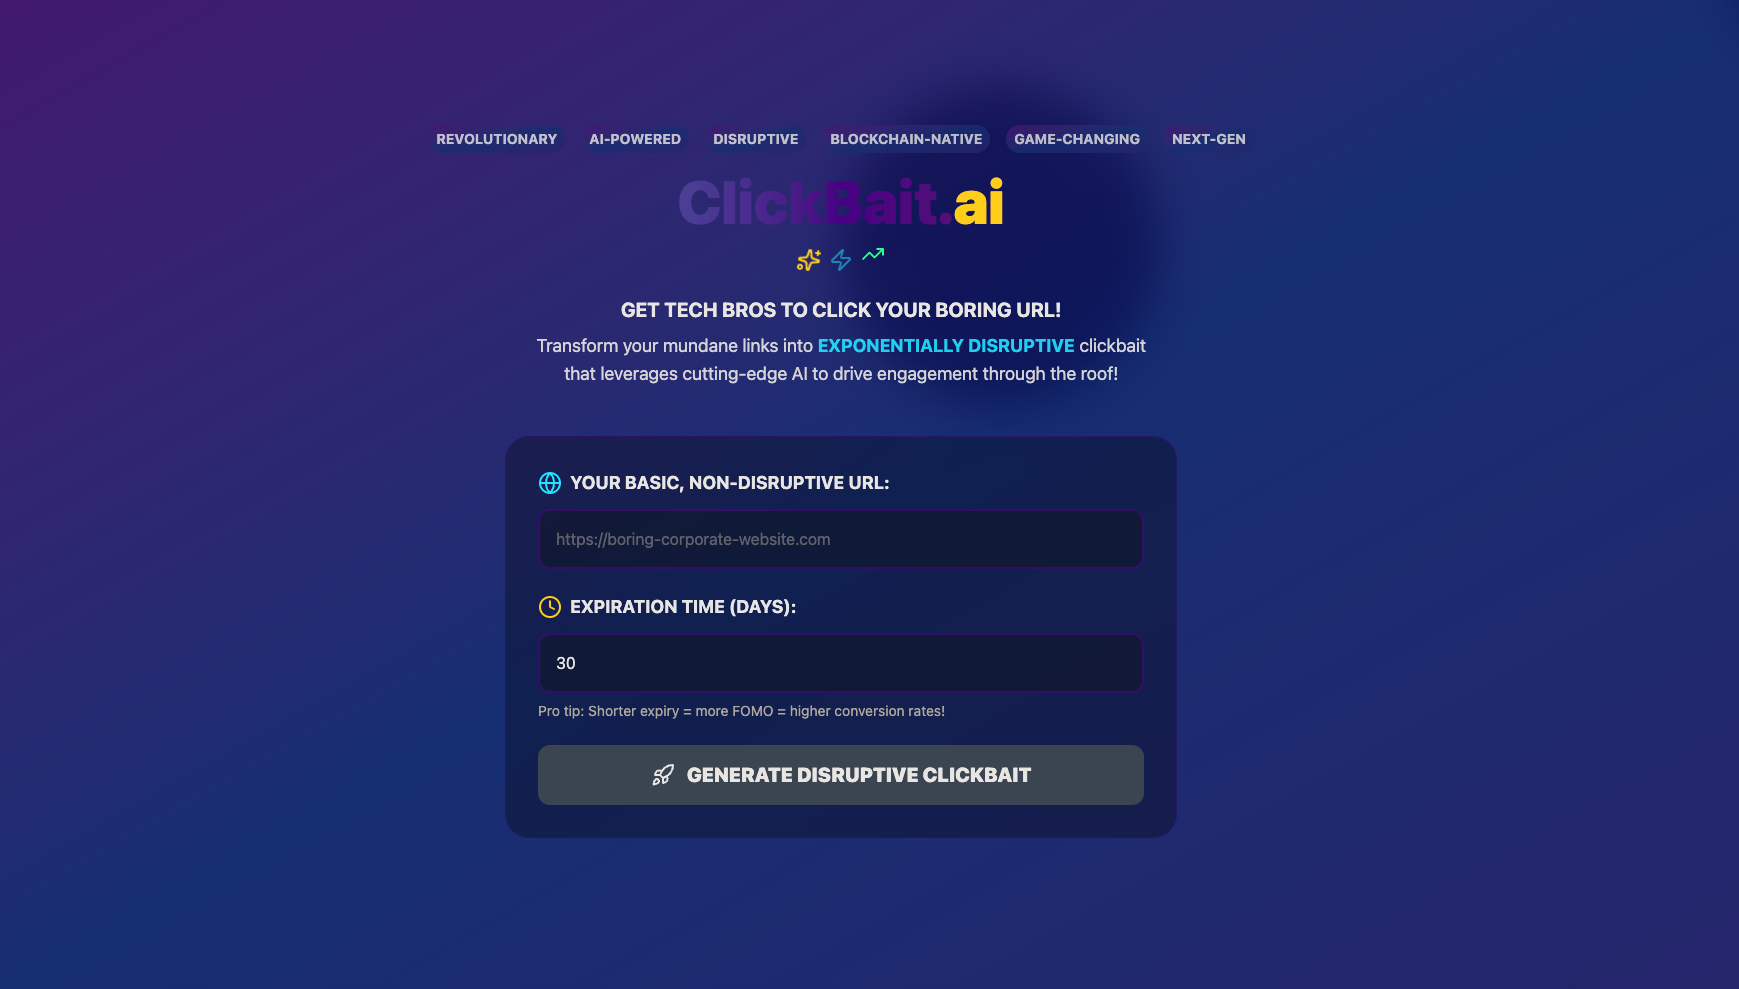 REVOLUTIONARY AI-POWERED DISRUPTIVE BLOCKCHAIN-NATIVE GAME-CHANGING NEXT-GEN
ClickBait.ai
GET TECH BROS TO CLICK YOUR BORING URL!
Transform your mundane links into EXPONENTIALLY DISRUPTIVE clickbait
that leverages cutting-edge AI to drive engagement through the roof!
YOUR BASIC, NON-DISRUPTIVE URL:
https://boring-corporate-website.com
EXPIRATION TIME (DAYS):
30
Pro tip: Shorter expiry = more FOMO = higher conversion rates!
GENERATE DISRUPTIVE CLICKBAIT